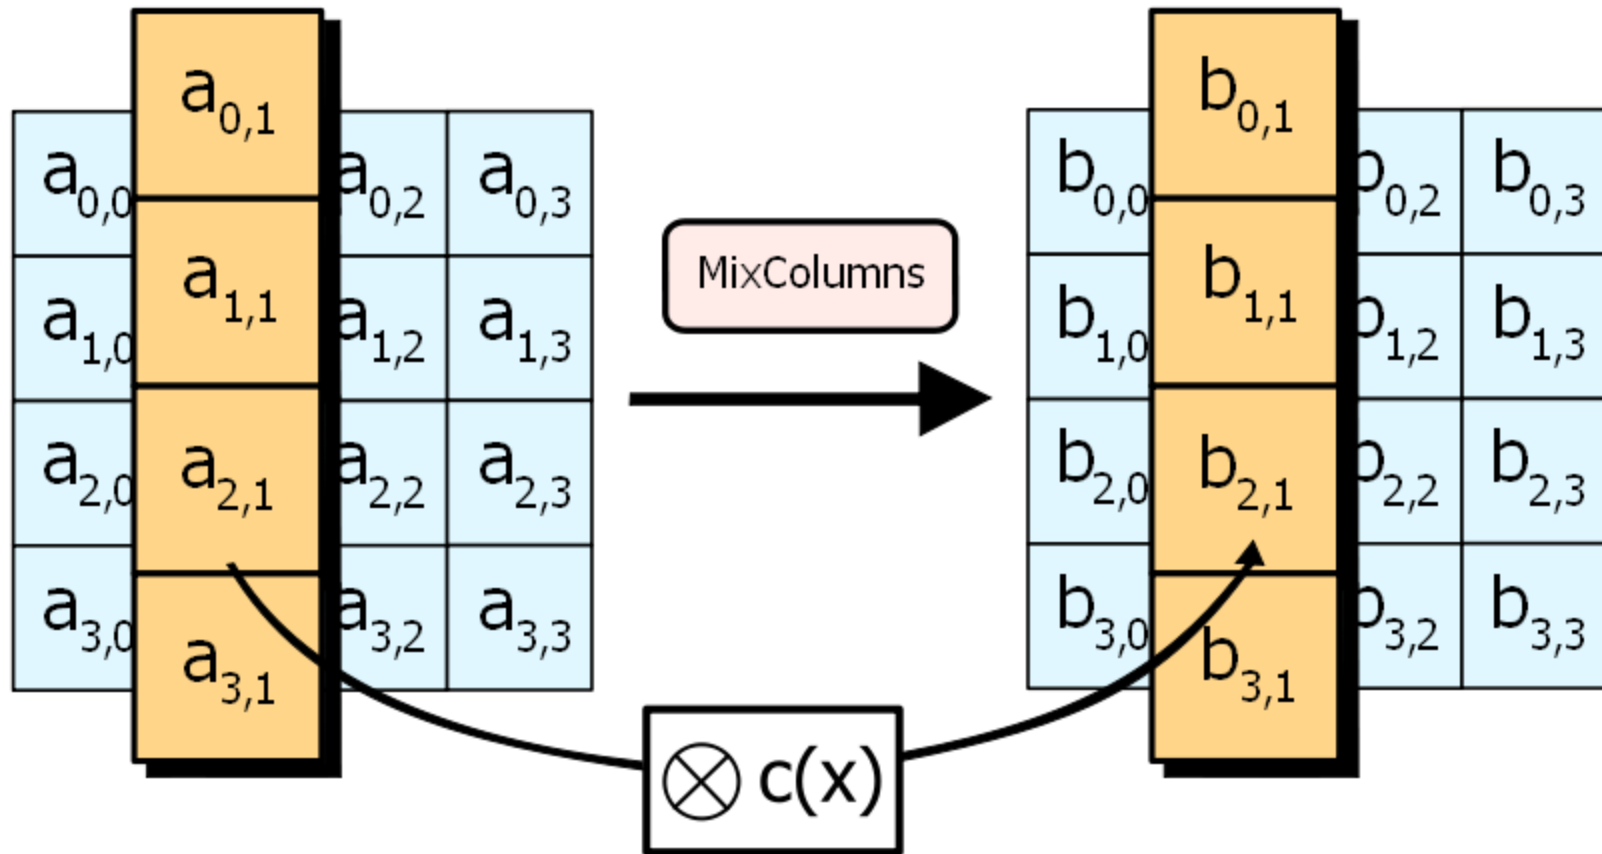 a0,1
a0,0 a0,2 a0,3
a1,1
a1,0 a1,2 a1,3
a2,1
a2,0 a2,2 a2,3
a3,1
a3,0 a3,2 a3,3
MixColumns
⊗ c(x)
b0,1
b0,0 b0,2 b0,3
b1,1
b1,0 b1,2 b1,3
b2,1
b2,0 b2,2 b2,3
b3,1
b3,0 b3,2 b3,3